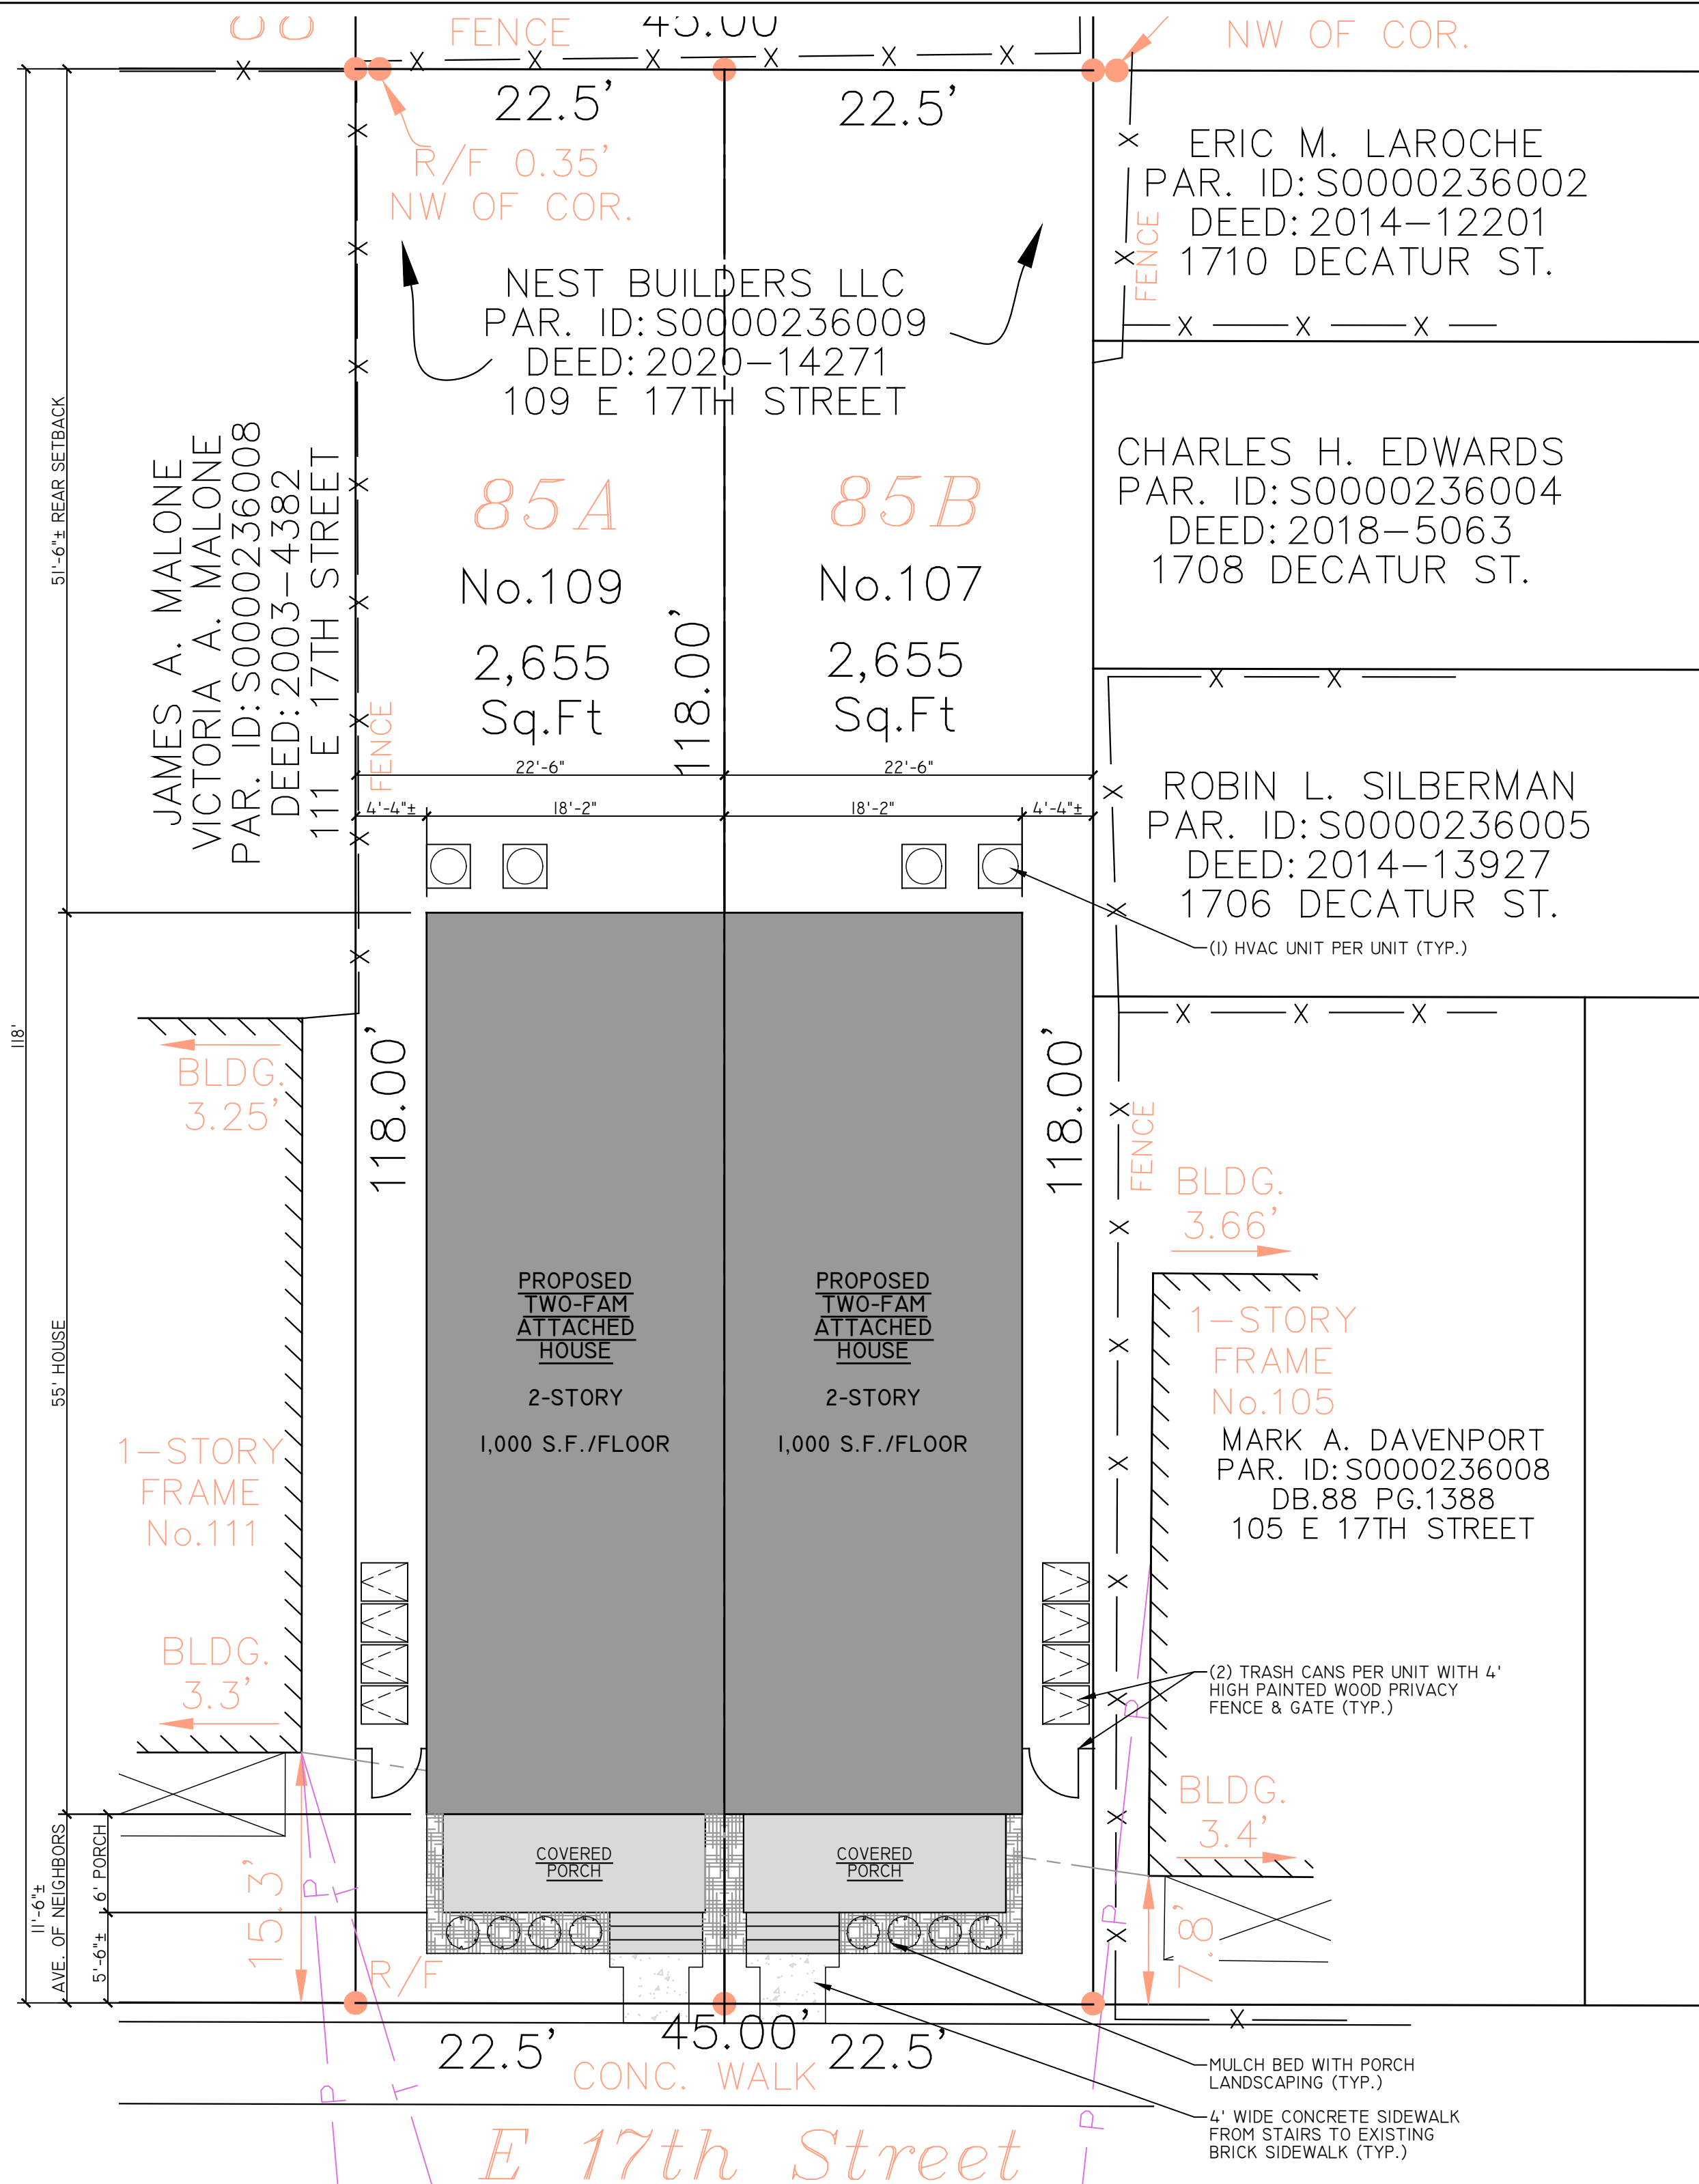 FENCE
45.00
NW OF COR.
22.5'
22.5'
R/F 0.35'
NW OF COR.
ERIC M. LAROCHE
PAR. ID: S0000236002
DEED: 2014-12201
1710 DECATUR ST.
FENCE
NEST BUILDERS LLC
PAR. ID: S0000236009
DEED: 2020-14271
109 E 17TH STREET
51'-6"± REAR SETBACK
JAMES A. MALONE
VICTORIA A. MALONE
PAR. ID: S0000236008
DEED: 2003-4382
111 E 17TH STREET
85A
No.109
2,655
Sq.Ft
118.00'
85B
No.107
2,655
Sq.Ft
CHARLES H. EDWARDS
PAR. ID: S0000236004
DEED: 2018-5063
1708 DECATUR ST.
FENCE
22'-6"
22'-6"
4'-4"±
18'-2"
18'-2"
4'-4"±
ROBIN L. SILBERMAN
PAR. ID: S0000236005
DEED: 2014-13927
1706 DECATUR ST.
(1) HVAC UNIT PER UNIT (TYP.)
118'
BLDG.
3.25'
118.00'
118.00'
FENCE
BLDG.
3.66'
55' HOUSE
PROPOSED
TWO-FAM
ATTACHED
HOUSE
2-STORY
1,000 S.F./FLOOR
PROPOSED
TWO-FAM
ATTACHED
HOUSE
2-STORY
1,000 S.F./FLOOR
1-STORY
FRAME
No.105
MARK A. DAVENPORT
PAR. ID: S0000236008
DB.88 PG.1388
105 E 17TH STREET
1-STORY
FRAME
No.111
BLDG.
3.3'
(2) TRASH CANS PER UNIT WITH 4'
HIGH PAINTED WOOD PRIVACY
FENCE & GATE (TYP.)
BLDG.
3.4'
11'-6"±
AVE. OF NEIGHBORS
5'-6"±
6' PORCH
15.3'
COVERED
PORCH
COVERED
PORCH
7.8'
R/F
22.5'
45.00'
22.5'
CONC. WALK
MULCH BED WITH PORCH
LANDSCAPING (TYP.)
4' WIDE CONCRETE SIDEWALK
FROM STAIRS TO EXISTING
BRICK SIDEWALK (TYP.)
E 17th Street